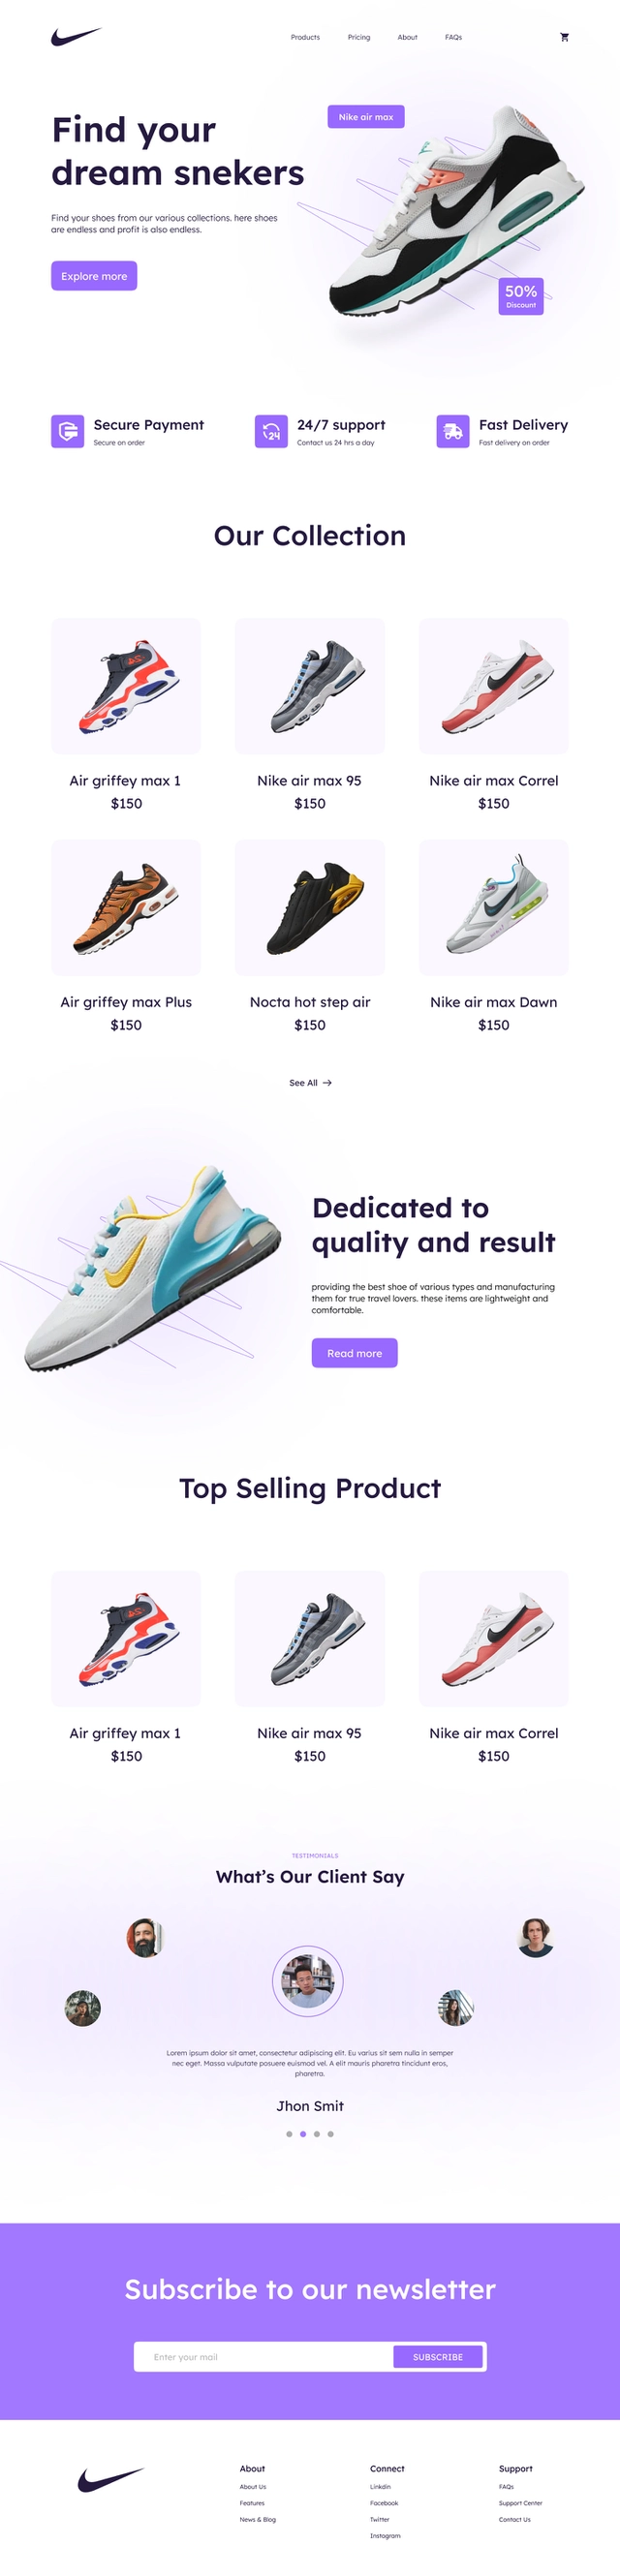 Products Pricing About FAQs
Nike air max
Find your
dream snekers
Find your shoes from our various collections. here shoes
are endless and profit is also endless.
Explore more
50%
Discount
Secure Payment
Secure on order
24
24/7 support
Contact us 24 hrs a day
Fast Delivery
Fast delivery on order
Our Collection
Air griffey max 1
$150
Nike air max 95
$150
Nike air max Correl
$150
Air griffey max Plus
$150
Nocta hot step air
$150
Nike air max Dawn
$150
See All →
Dedicated to
quality and result
providing the best shoe of various types and manufacturing
them for true travel lovers. these items are lightweight and
comfortable.
Read more
Top Selling Product
Air griffey max 1
$150
Nike air max 95
$150
Nike air max Correl
$150
TESTIMONIALS
What's Our Client Say
Lorem ipsum dolor sit amet, consectetur adipiscing elit. Eu varius sit sem nulla in semper
nec eget. Massa vulputate posuere euismod vel. A elit mauris pharetra tincidunt eros,
pharetra.
Jhon Smit
Subscribe to our newsletter
Enter your mail
SUBSCRIBE
About
About Us
Features
News & Blog
Connect
Linkdin
Facebook
Twitter
Instagram
Support
FAQs
Support Center
Contact Us